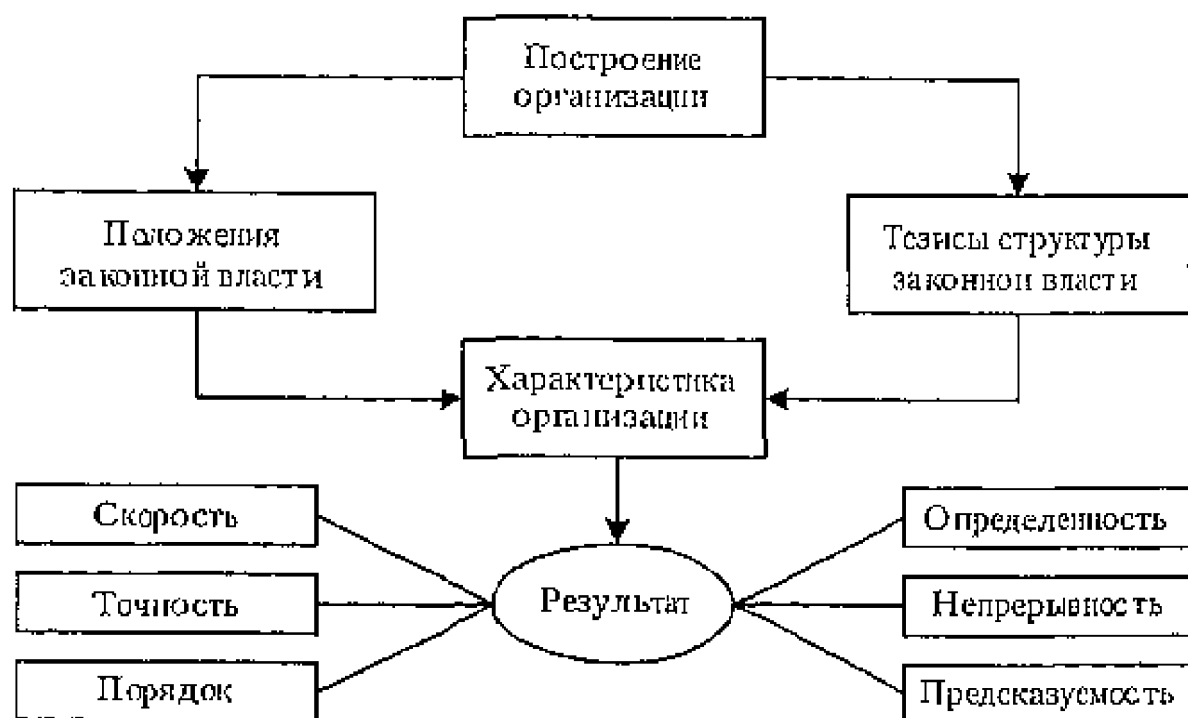 Построение
организации
Положения
законной власти
Тезисы структуры
законной власти
Характеристика
организации
Скорость
Определенность
Точность
Результат
Непрерывность
Порядок
Предсказуемость